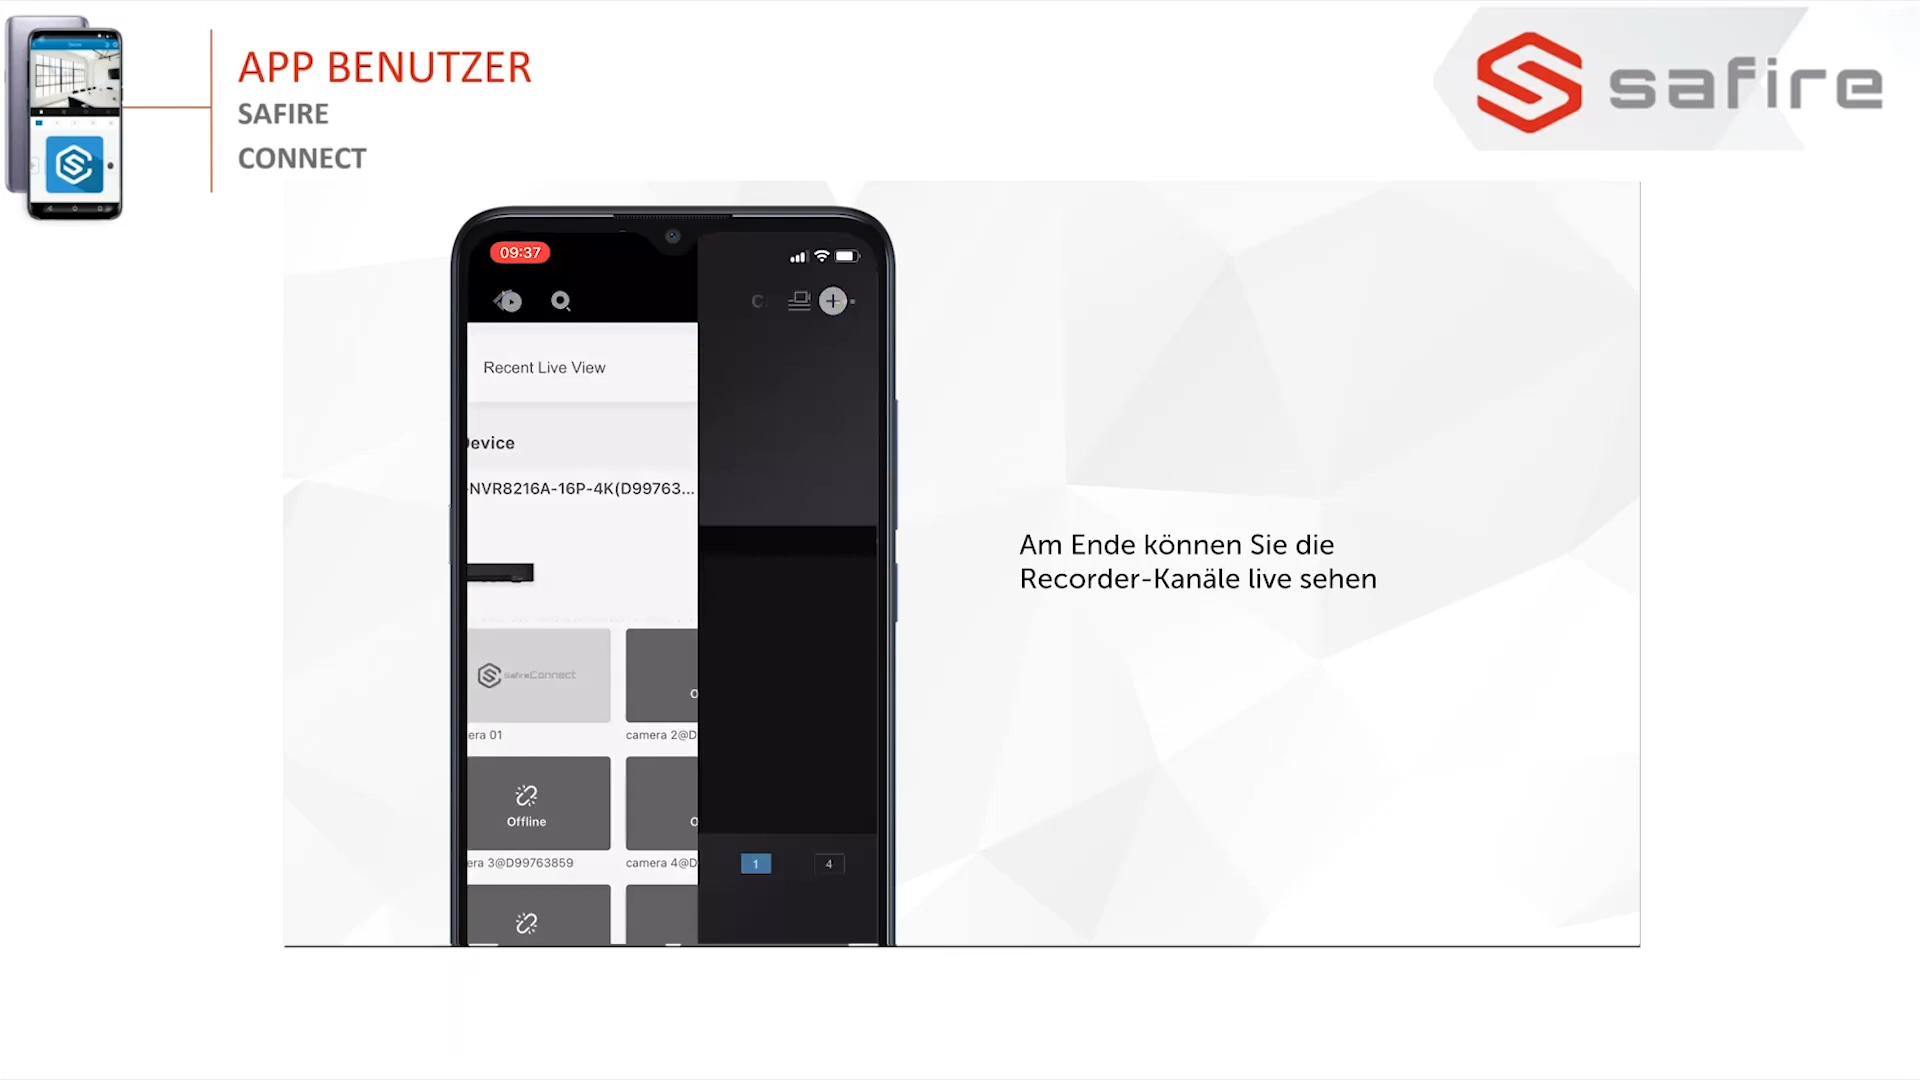 APP BENUTZER
SAFIRE
CONNECT
safire
09:37
Recent Live View
evice
NVR8216A-16P-4K(D99763...
SafireConnect
era 01
camera 2@D
Offline
era 3@D99763859
camera 4@D
1
4
Am Ende können Sie die
Recorder-Kanäle live sehen